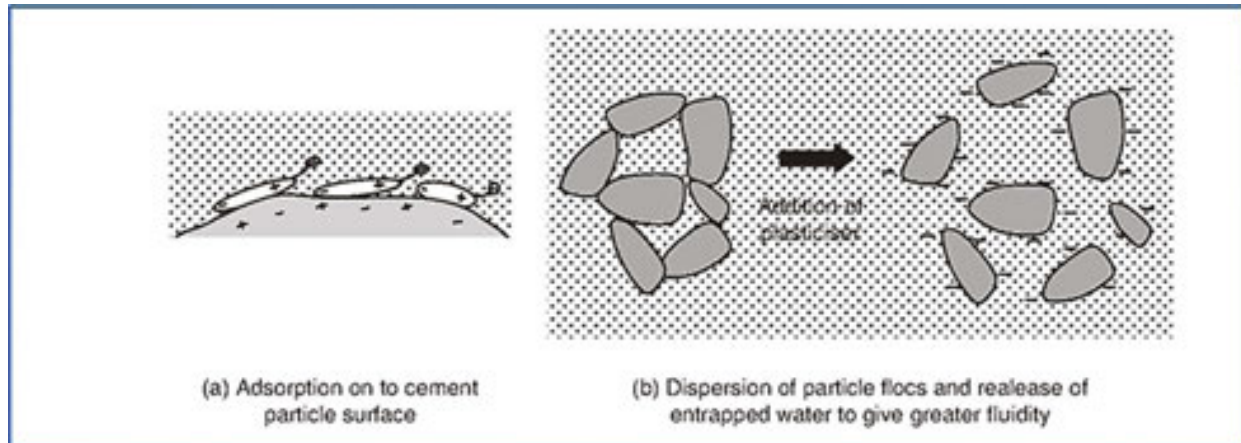 Addition of
plasticiser
(a) Adsorption on to cement
particle surface
(b) Dispersion of particle flocs and realease of
entrapped water to give greater fluidity